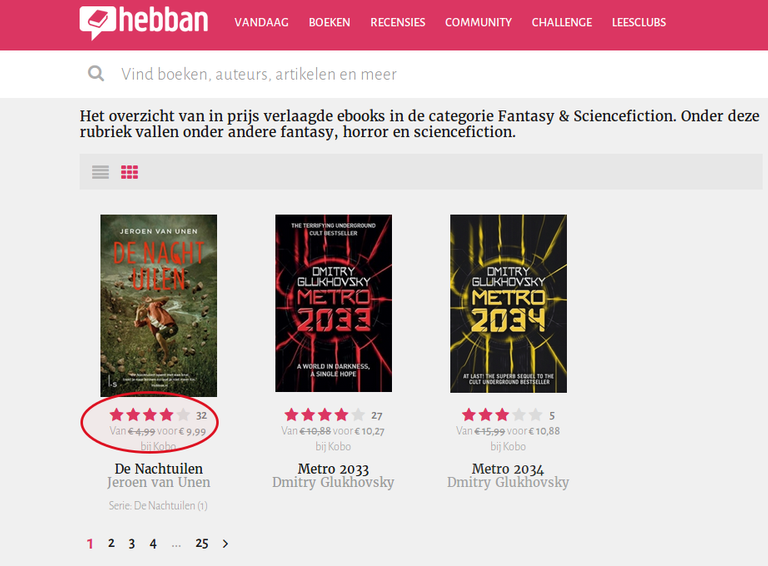 hebban
VANDAAG BOEKEN RECENSIES COMMUNITY CHALLENGE LEESCLUBS
Vind boeken, auteurs, artikelen en meer
Het overzicht van in prijs verlaagde ebooks in de categorie Fantasy & Sciencefiction. Onder deze
rubriek vallen onder andere fantasy, horror en sciencefiction.
JEROEN VAN UNEN
DE NACHT
UILEN
THE TERRIFYING UNDERGROUND
CULT BESTSELLER
DMITRY
GLUKHOVSKY
METRO
2033
A WORLD IN DARKNESS,
A SINGLE HOPE
DMITRY
GLUKHOVSKY
METRO
2034
AT LAST! THE SUPERB SEQUEL TO THE
CULT UNDERGROUND BESTSELLER
32
Van € 4,99 voor € 9,99
bij Kobo
De Nachtuilen
Jeroen van Unen
Serie: De Nachtuilen (1)
27
Van € 10,88 voor € 10,27
bij Kobo
Metro 2033
Dmitry Glukhovsky
5
Van € 15,99 voor € 10,88
bij Kobo
Metro 2034
Dmitry Glukhovsky
1 2 3 4 ... 25 >